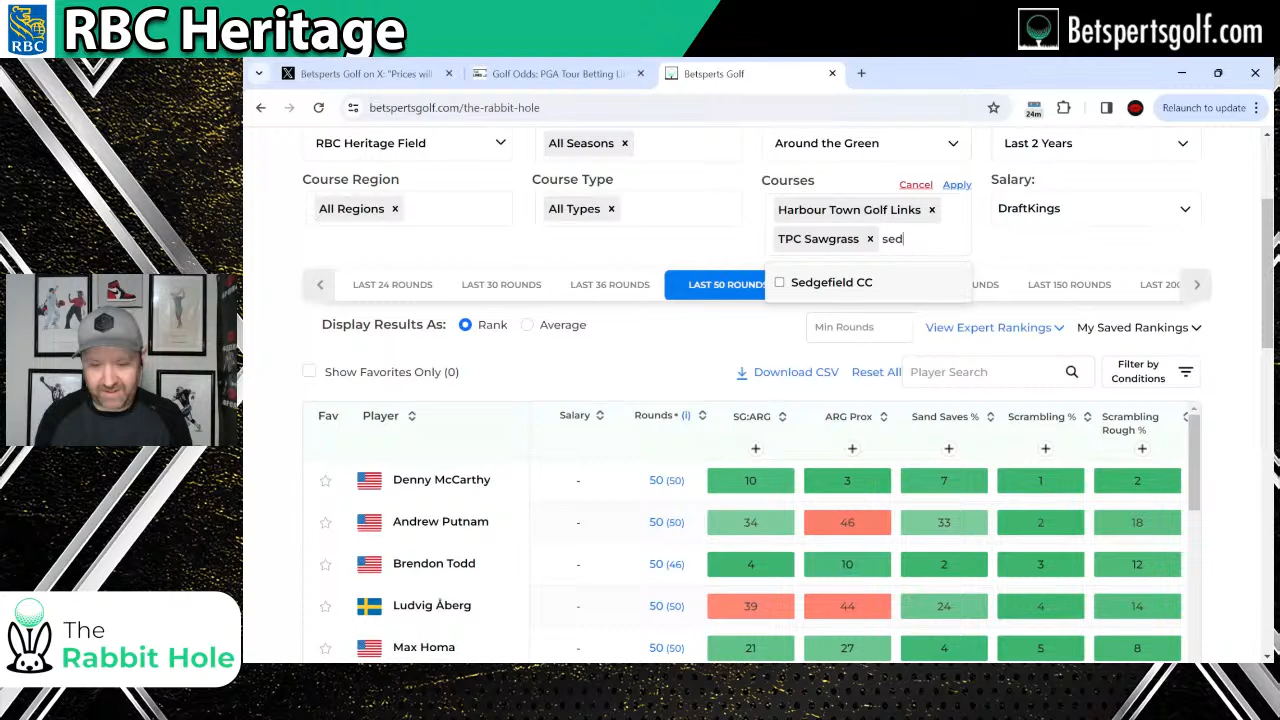 RBC
RBC Heritage
Betspertsgolf.com
Betsperts Golf on X: "Prices will
Golf Odds: PGA Tour Betting Li
Betsperts Golf
betspertsgolf.com/the-rabbit-hole
24m
Relaunch to update
RBC Heritage Field
All Seasons
Around the Green
Last 2 Years
Course Region
Course Type
Courses
Cancel
Apply
Salary:
All Regions
All Types
Harbour Town Golf Links
TPC Sawgrass
sed
DraftKings
Sedgefield CC
LAST 24 ROUNDS
LAST 30 ROUNDS
LAST 36 ROUNDS
LAST 50 ROUNDS
UNDS
LAST 150 ROUNDS
LAST 200
Display Results As:
Rank
Average
Min Rounds
View Expert Rankings
My Saved Rankings
Show Favorites Only (0)
Download CSV
Reset All
Player Search
Filter by
Conditions
Fav Player Salary Rounds* (i) SG:ARG ARG Prox Sand Saves % Scrambling % Scrambling
Rough %
+ + + + +
Denny McCarthy - 50 (50) 10 3 7 1 2
Andrew Putnam - 50 (50) 34 46 33 2 18
Brendon Todd - 50 (46) 4 10 2 3 12
Ludvig Åberg - 50 (50) 39 44 24 4 14
Max Homa - 50 (50) 21 27 4 5 8
The
Rabbit Hole